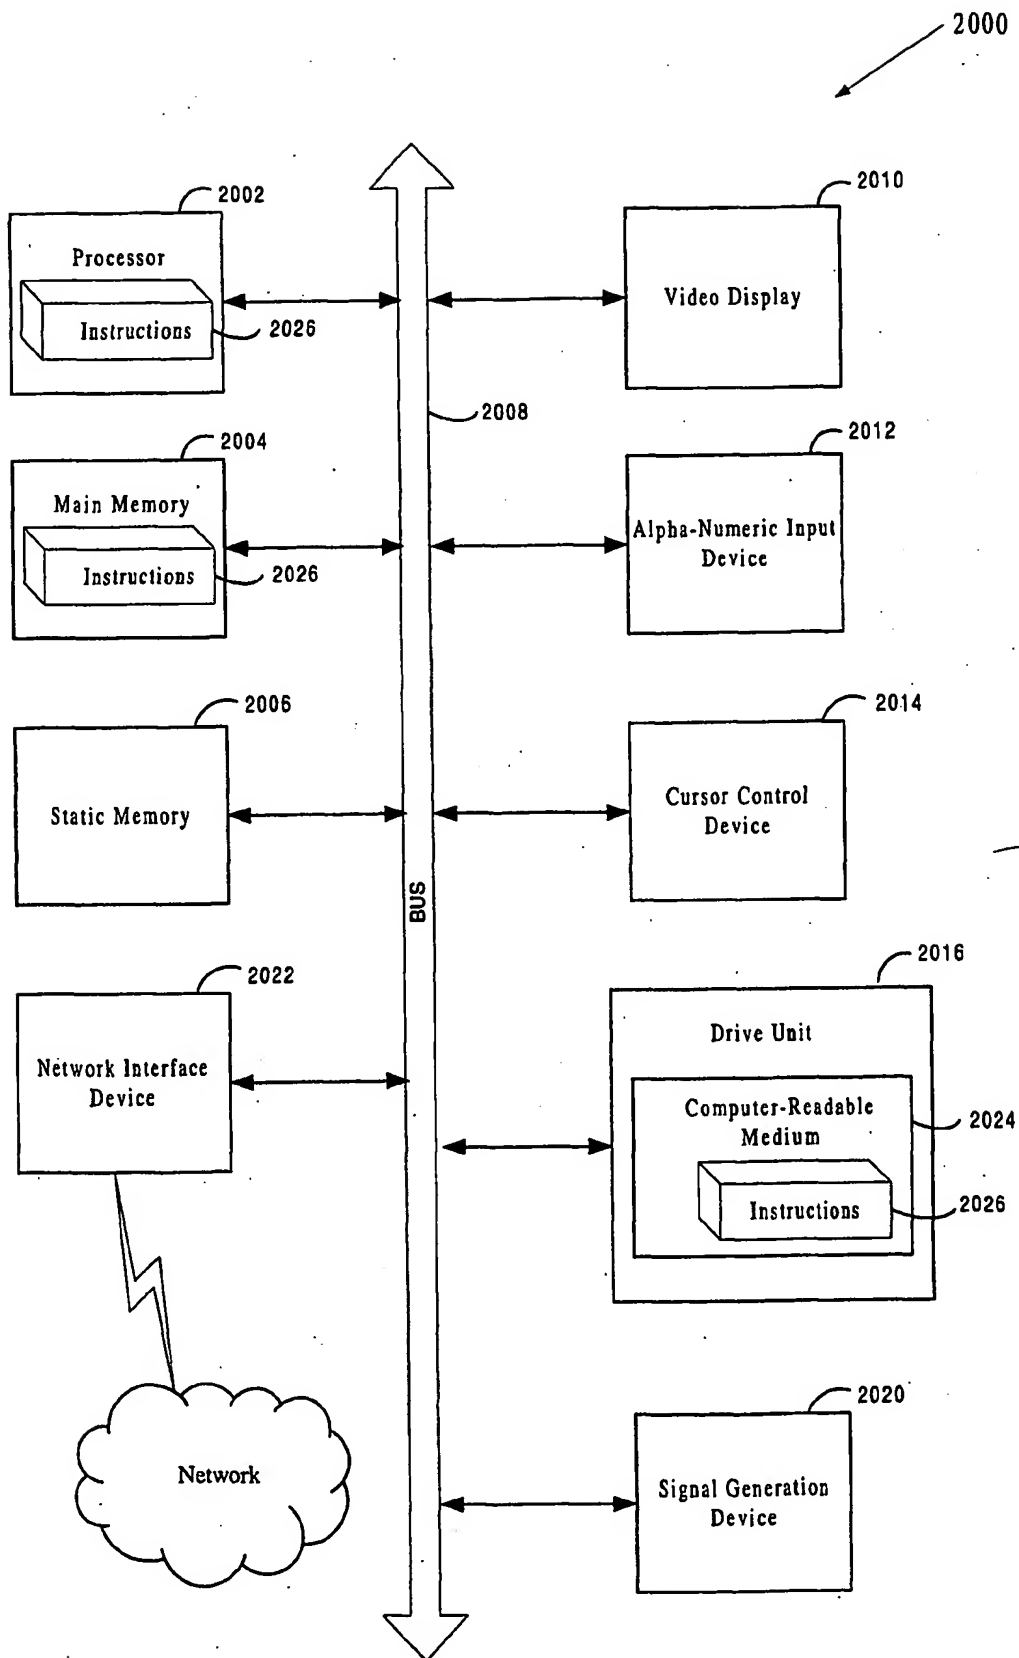 2000
2002
Processor
Instructions
2026
2010
Video Display
2008
2004
Main Memory
Instructions
2026
2012
Alpha-Numeric Input
Device
2006
Static Memory
2014
Cursor Control
Device
BUS
2022
Network Interface
Device
2016
Drive Unit
Computer-Readable
Medium
2024
Instructions
2026
Network
2020
Signal Generation
Device